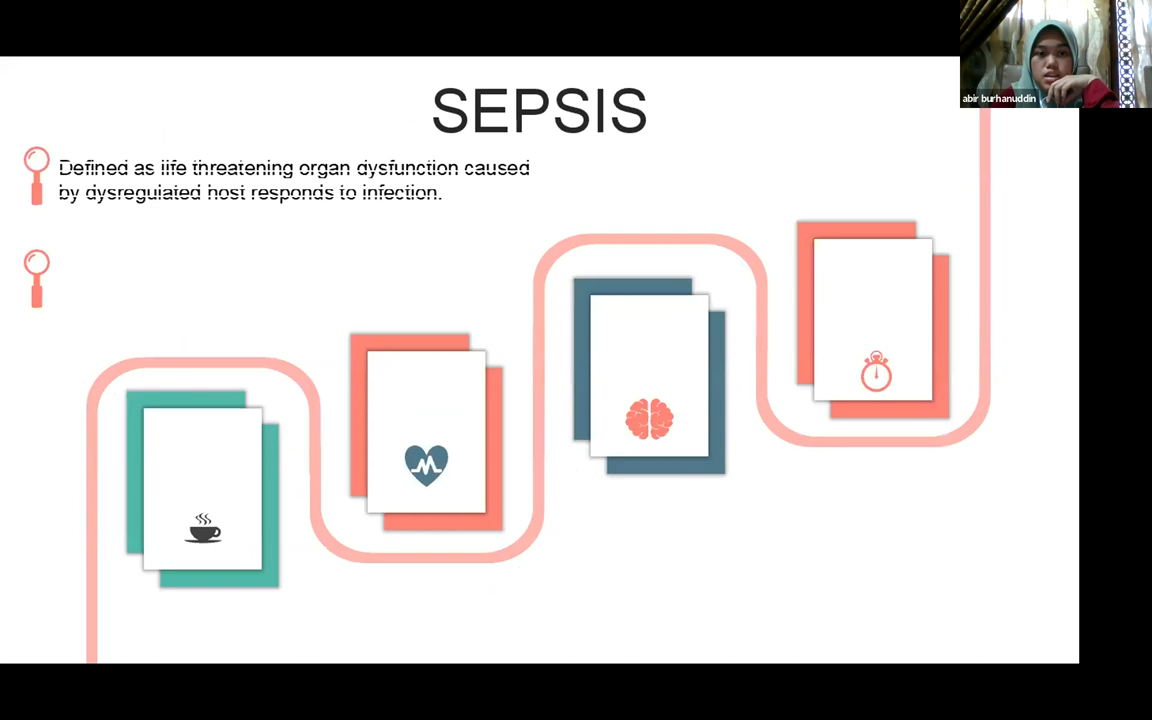 SEPSIS
abir burhanuddin
Defined as life threatening organ dysfunction caused
by dysregulated host responds to infection.